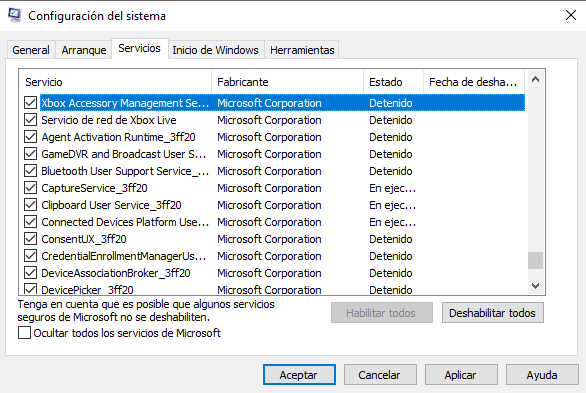 Configuración del sistema
General Arranque Servicios Inicio de Windows Herramientas
Servicio Fabricante Estado Fecha de desha...
Xbox Accessory Management Se... Microsoft Corporation Detenido
Servicio de red de Xbox Live Microsoft Corporation Detenido
Agent Activation Runtime_3ff20 Microsoft Corporation Detenido
GameDVR and Broadcast User S... Microsoft Corporation Detenido
Bluetooth User Support Service_... Microsoft Corporation Detenido
CaptureService_3ff20 Microsoft Corporation En ejec...
Clipboard User Service_3ff20 Microsoft Corporation En ejec...
Connected Devices Platform Use... Microsoft Corporation En ejec...
ConsentUX_3ff20 Microsoft Corporation Detenido
CredentialEnrollmentManagerUs... Microsoft Corporation Detenido
DeviceAssociationBroker_3ff20 Microsoft Corporation Detenido
DevicePicker_3ff20 Microsoft Corporation Detenido
Tenga en cuenta que es posible que algunos servicios
seguros de Microsoft no se deshabiliten.
Habilitar todos Deshabilitar todos
Ocultar todos los servicios de Microsoft
Aceptar Cancelar Aplicar Ayuda